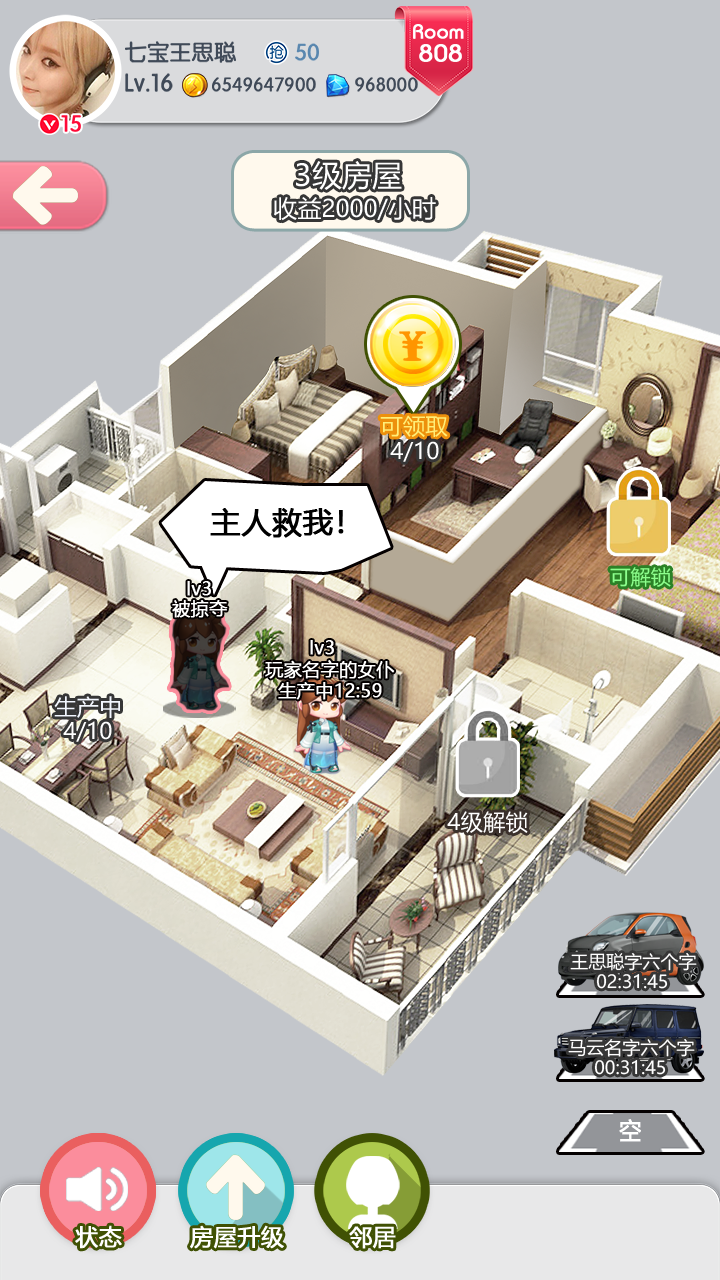 七宝王思聪 抢 50
Room
808
Lv.16 6549647900 968000
V15
3级房屋
收益2000/小时
¥
可领取
4/10
可解锁
主人救我！
lv3
被掠夺
lv3
玩家名字的女仆
生产中12:59
生产中
4/10
4级解锁
王思聪字六个字
02:31:45
马云名字六个字
00:31:45
空
状态
房屋升级
邻居